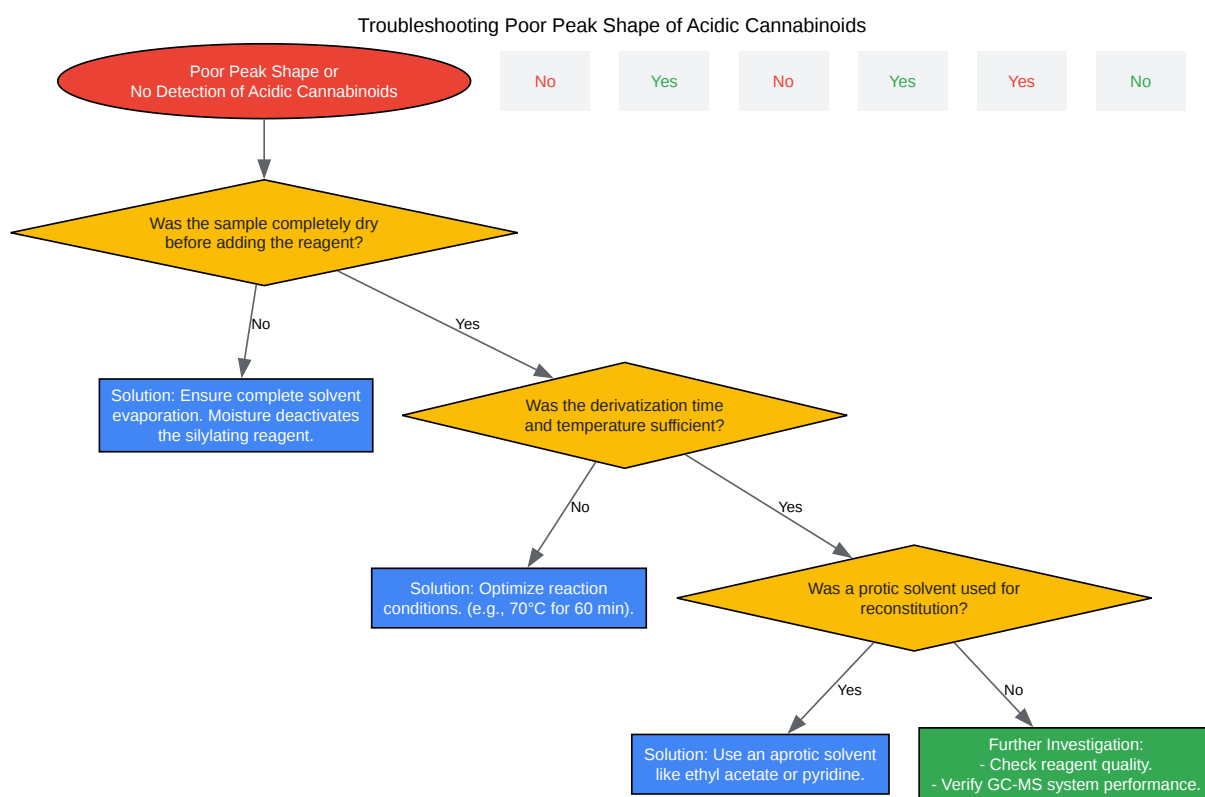 Troubleshooting Poor Peak Shape of Acidic Cannabinoids
Poor Peak Shape or
No Detection of Acidic Cannabinoids
No
Yes
No
Yes
Yes
No
Was the sample completely dry
before adding the reagent?
No
Yes
Solution: Ensure complete solvent
evaporation. Moisture deactivates
the silylating reagent.
Was the derivatization time
and temperature sufficient?
No
Yes
Solution: Optimize reaction
conditions. (e.g., 70°C for 60 min).
Was a protic solvent used for
reconstitution?
Yes
No
Solution: Use an aprotic solvent
like ethyl acetate or pyridine.
Further Investigation:
- Check reagent quality.
- Verify GC-MS system performance.